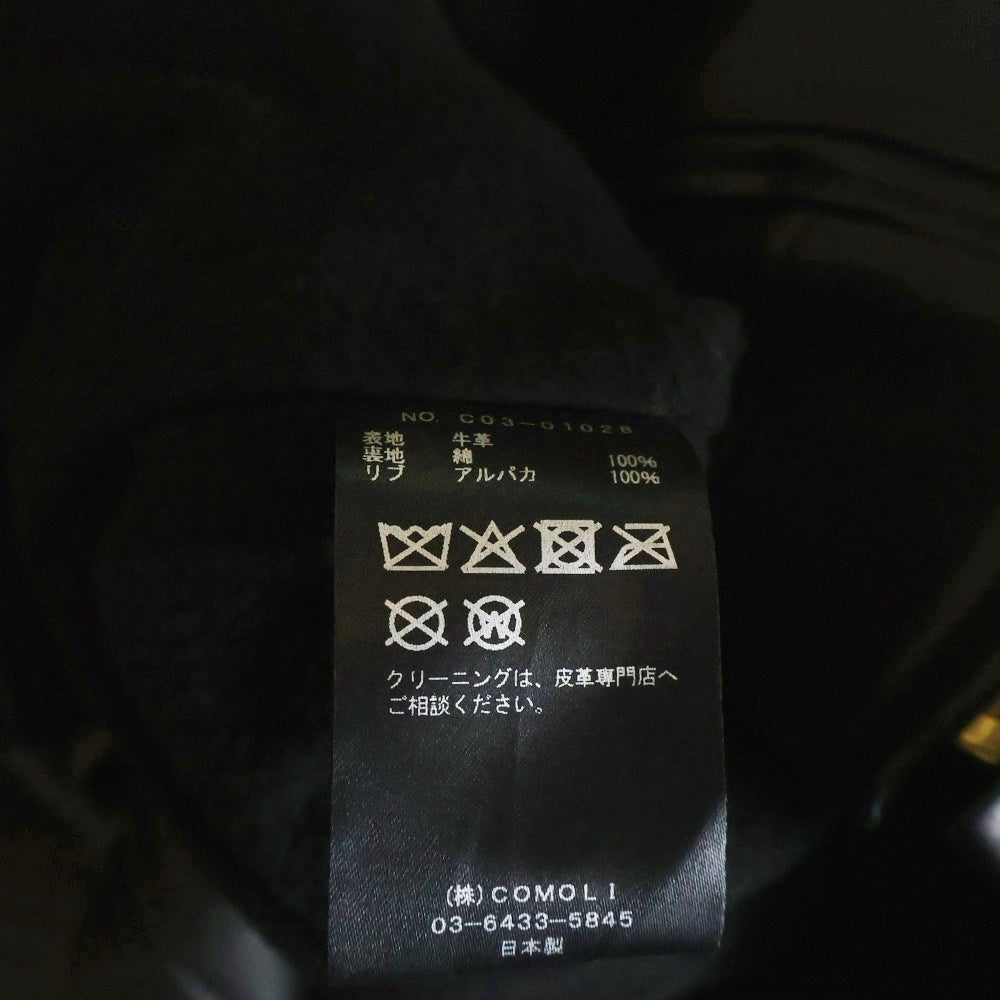 NO. C03-01028
表地 牛革
裏地 綿 100%
リブ アルパカ 100%
W
クリーニングは、皮革専門店へ
ご相談ください。
(株)COMOLI
03-6433-5845
日本製